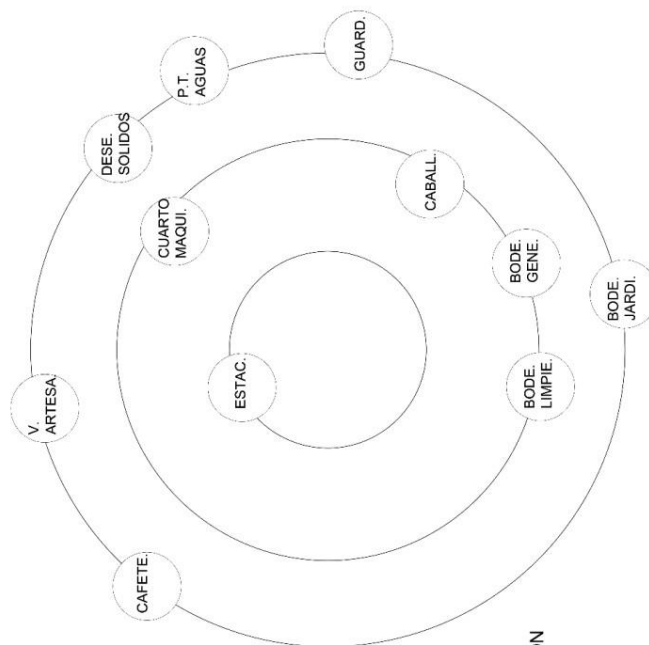 V.
ARTESA.
DESE.
SOLIDOS
CAFETE.
CUARTO
MAQUI.
P.T.
AGUAS
ESTAC.
GUARD.
CABALL.
BODE.
GENE.
BODE.
LIMPIE.
BODE.
JARDI.